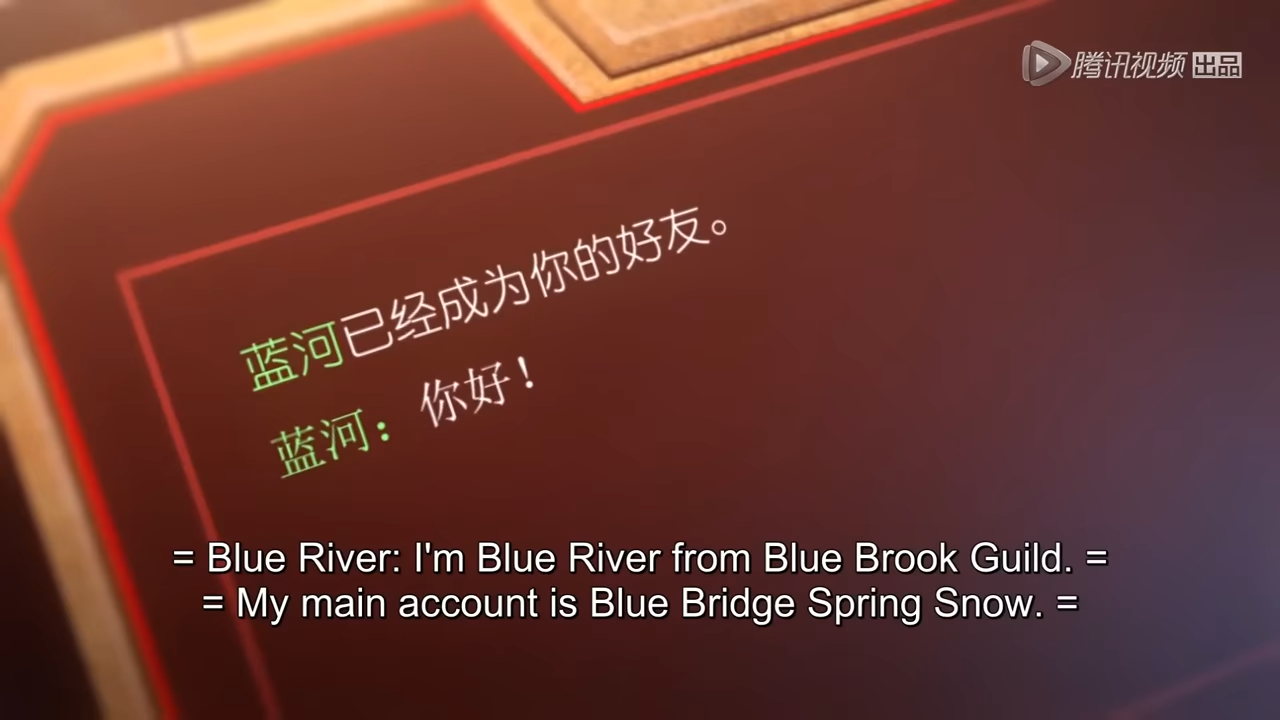 腾讯视频 出品
蓝河已经成为你的好友。
蓝河：你好！
= Blue River: I'm Blue River from Blue Brook Guild. =
= My main account is Blue Bridge Spring Snow. =